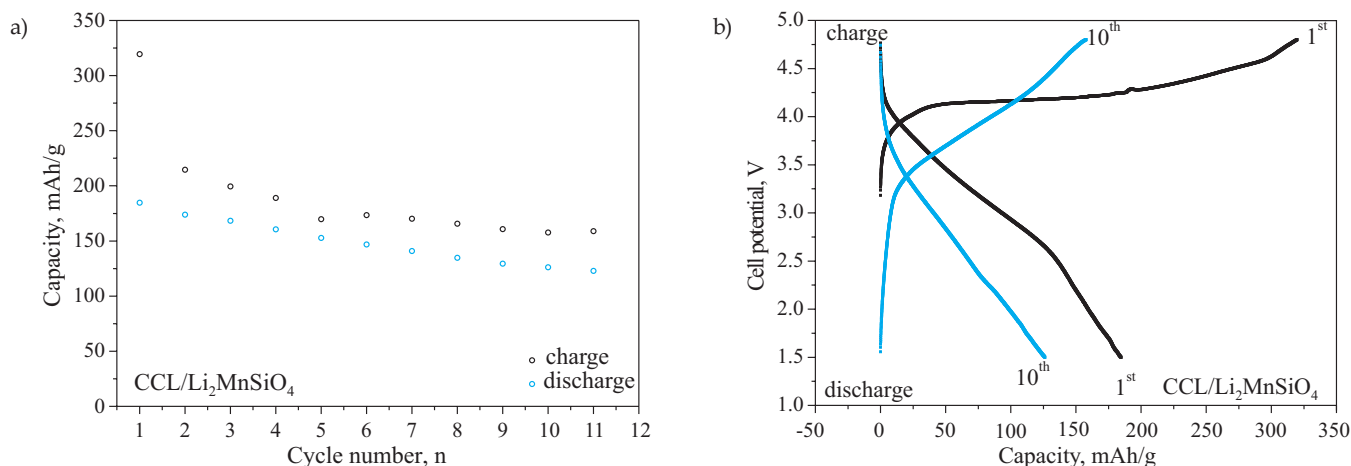 a)
350
300
250
200
150
100
50
0
Capacity, mAh/g
charge
discharge
CCL/Li₂MnSiO₄
1 2 3 4 5 6 7 8 9 10 11 12
Cycle number, n
b)
5.0
4.5
4.0
3.5
3.0
2.5
2.0
1.5
1.0
Cell potential, V
charge
10ᵗʰ
1ˢᵗ
10ᵗʰ
1ˢᵗ
discharge
CCL/Li₂MnSiO₄
-50 0 50 100 150 200 250 300 350
Capacity, mAh/g